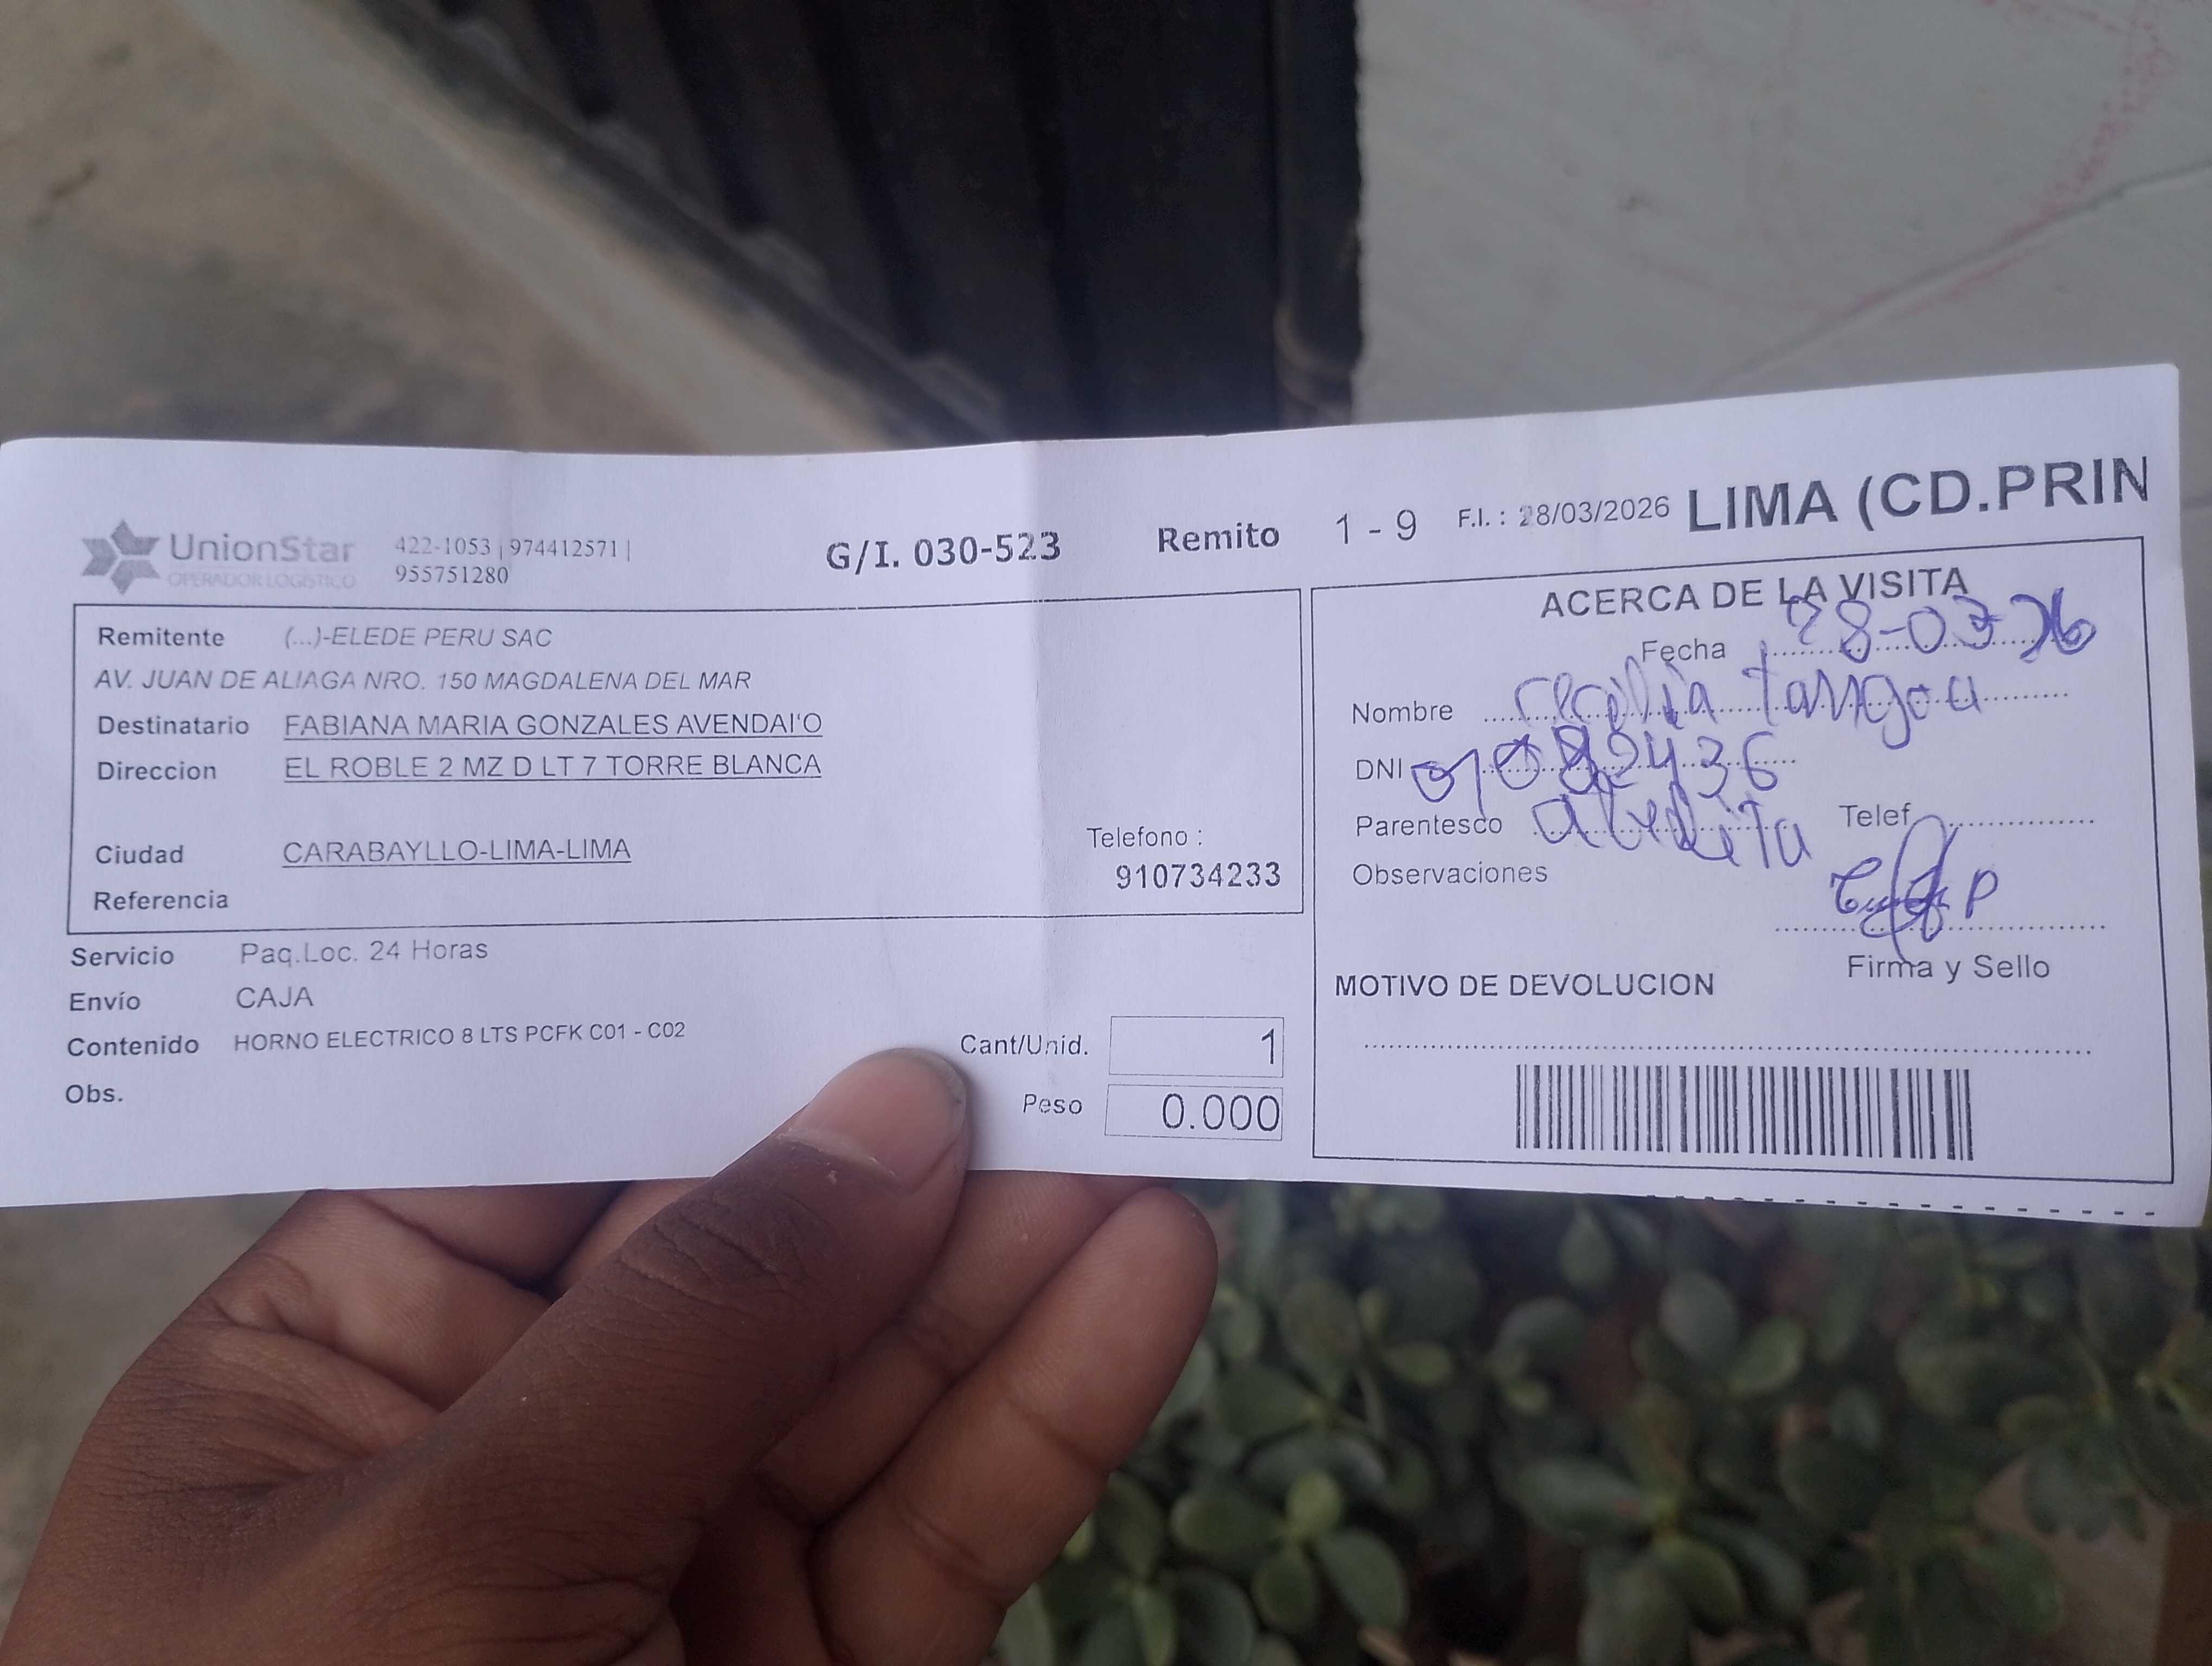 UnionStar
OPERADOR LOGÍSTICO
422-1053 | 974412571 |
955751280
G/I. 030-523
Remito 1 - 9
F.I. : 28/03/2026
LIMA (CD.PRIN
Remitente (...)-ELEDE PERU SAC
AV. JUAN DE ALIAGA NRO. 150 MAGDALENA DEL MAR
Destinatario FABIANA MARIA GONZALES AVENDAI'O
Direccion EL ROBLE 2 MZ D LT 7 TORRE BLANCA
Ciudad CARABAYLLO-LIMA-LIMA
Telefono :
910734233
Referencia
Servicio Paq.Loc. 24 Horas
Envío CAJA
Contenido HORNO ELECTRICO 8 LTS PCFK C01 - C02
Obs.
Cant/Unid. 1
Peso 0.000
ACERCA DE LA VISITA
Fecha 28-03-26
Nombre cecilia tangoa
DNI
Parentesco abuelita Telef
Observaciones
Firma y Sello
MOTIVO DE DEVOLUCION